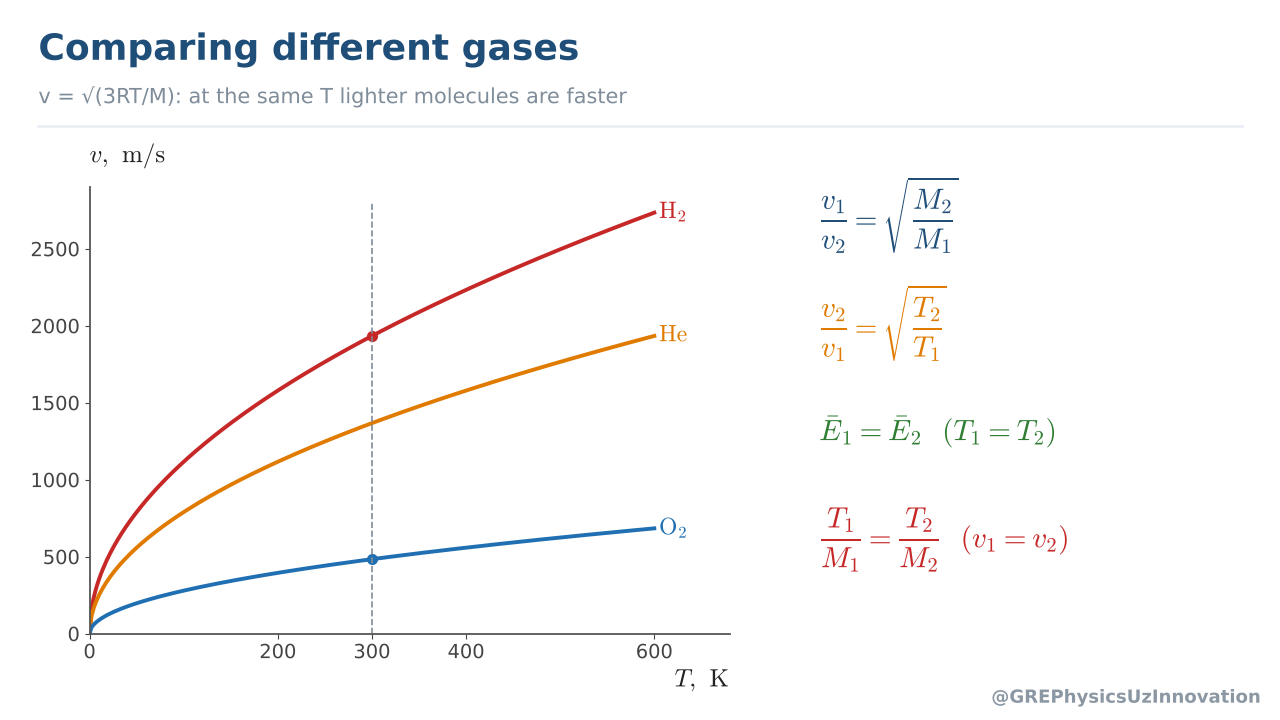 Comparing different gases
v = √(3RT/M): at the same T lighter molecules are faster
v, m/s
2500
2000
1500
1000
500
0
0 200 300 400 600
T, K
H₂
He
O₂
v₁/v₂ = √(M₂/M₁)
v₂/v₁ = √(T₂/T₁)
Ē₁ = Ē₂ (T₁ = T₂)
T₁/M₁ = T₂/M₂ (v₁ = v₂)
@GREPhysicsUzInnovation